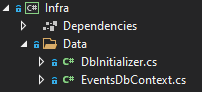 C# Infra
Dependencies
Data
C# DbInitializer.cs
C# EventsDbContext.cs